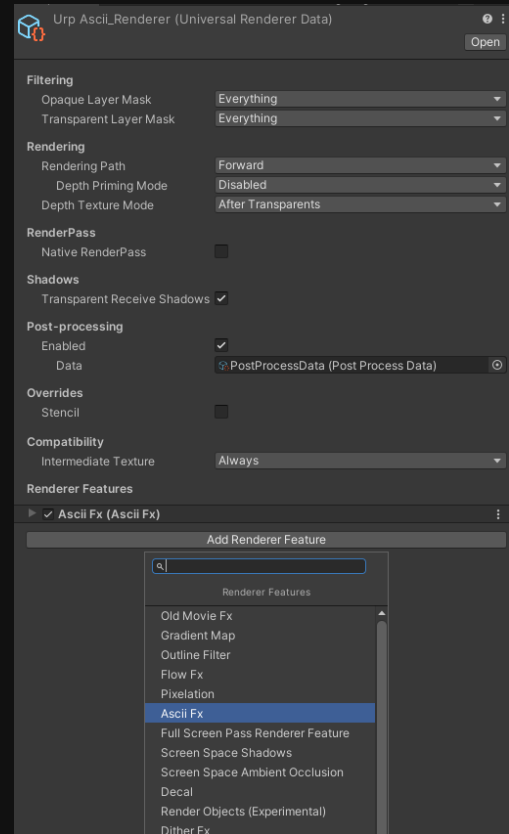 Urp Ascii_Renderer (Universal Renderer Data)
Open
Filtering
Opaque Layer Mask Everything
Transparent Layer Mask Everything
Rendering
Rendering Path Forward
Depth Priming Mode Disabled
Depth Texture Mode After Transparents
RenderPass
Native RenderPass
Shadows
Transparent Receive Shadows
Post-processing
Enabled
Data PostProcessData (Post Process Data)
Overrides
Stencil
Compatibility
Intermediate Texture Always
Renderer Features
Ascii Fx (Ascii Fx)
Add Renderer Feature
Renderer Features
Old Movie Fx
Gradient Map
Outline Filter
Flow Fx
Pixelation
Ascii Fx
Full Screen Pass Renderer Feature
Screen Space Shadows
Screen Space Ambient Occlusion
Decal
Render Objects (Experimental)
Dither Fx